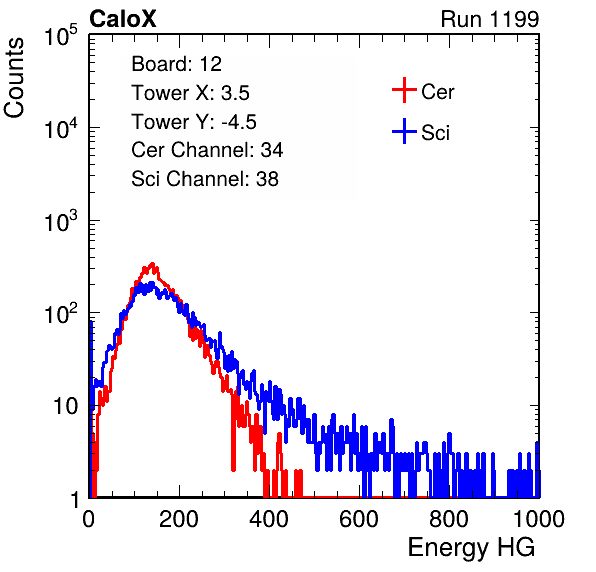 CaloX Run 1199
Board: 12
Tower X: 3.5
Tower Y: -4.5
Cer Channel: 34
Sci Channel: 38
Cer
Sci
Counts
10^5
10^4
10^3
10^2
10
1
0 200 400 600 800 1000
Energy HG